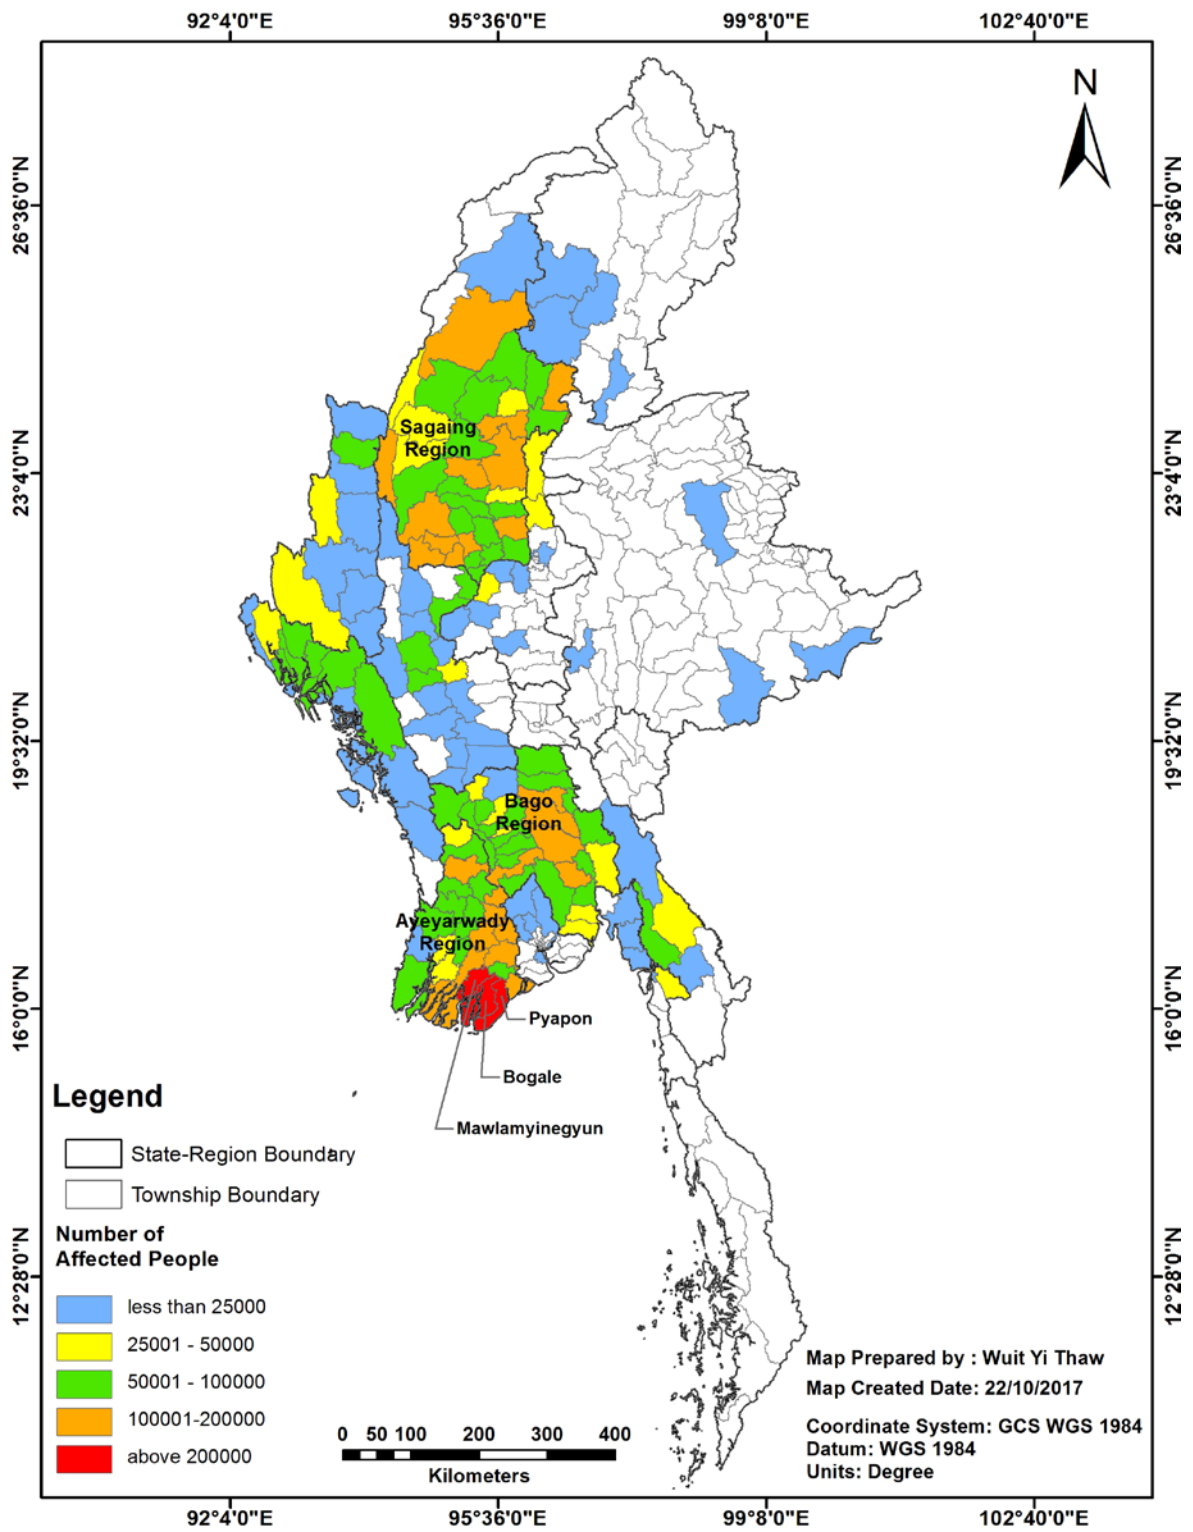 92°4'0"E
95°36'0"E
99°8'0"E
102°40'0"E
N
26°36'0"N
26°36'0"N
23°4'0"N
23°4'0"N
19°32'0"N
19°32'0"N
16°0'0"N
16°0'0"N
12°28'0"N
12°28'0"N
Sagaing
Region
Bago
Region
Ayeyarwady
Region
Pyapon
Bogale
Mawlamyinegyun
Legend
State-Region Boundary
Township Boundary
Number of
Affected People
less than 25000
25001 - 50000
50001 - 100000
100001-200000
above 200000
0 50 100 200 300 400
Kilometers
Map Prepared by : Wuit Yi Thaw
Map Created Date: 22/10/2017
Coordinate System: GCS WGS 1984
Datum: WGS 1984
Units: Degree
92°4'0"E
95°36'0"E
99°8'0"E
102°40'0"E